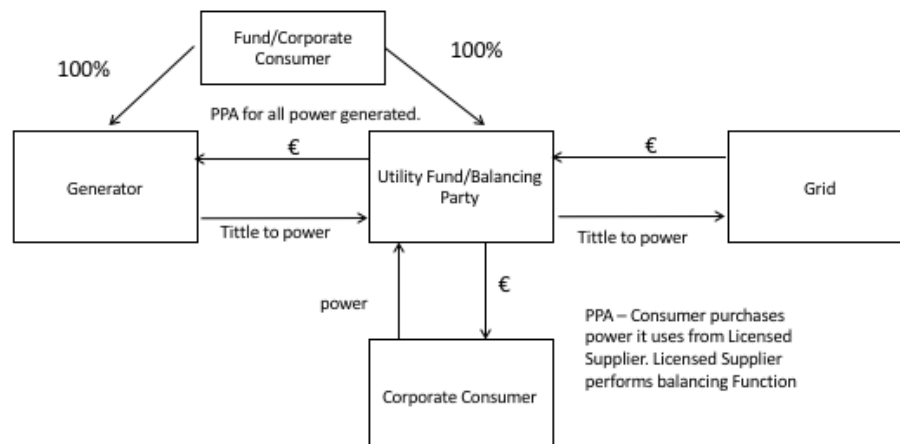 Fund/Corporate
Consumer
100%
100%
PPA for all power generated.
€
€
Generator
Utility Fund/Balancing
Party
Grid
Tittle to power
Tittle to power
power
€
PPA – Consumer purchases
power it uses from Licensed
Supplier. Licensed Supplier
performs balancing Function
Corporate Consumer